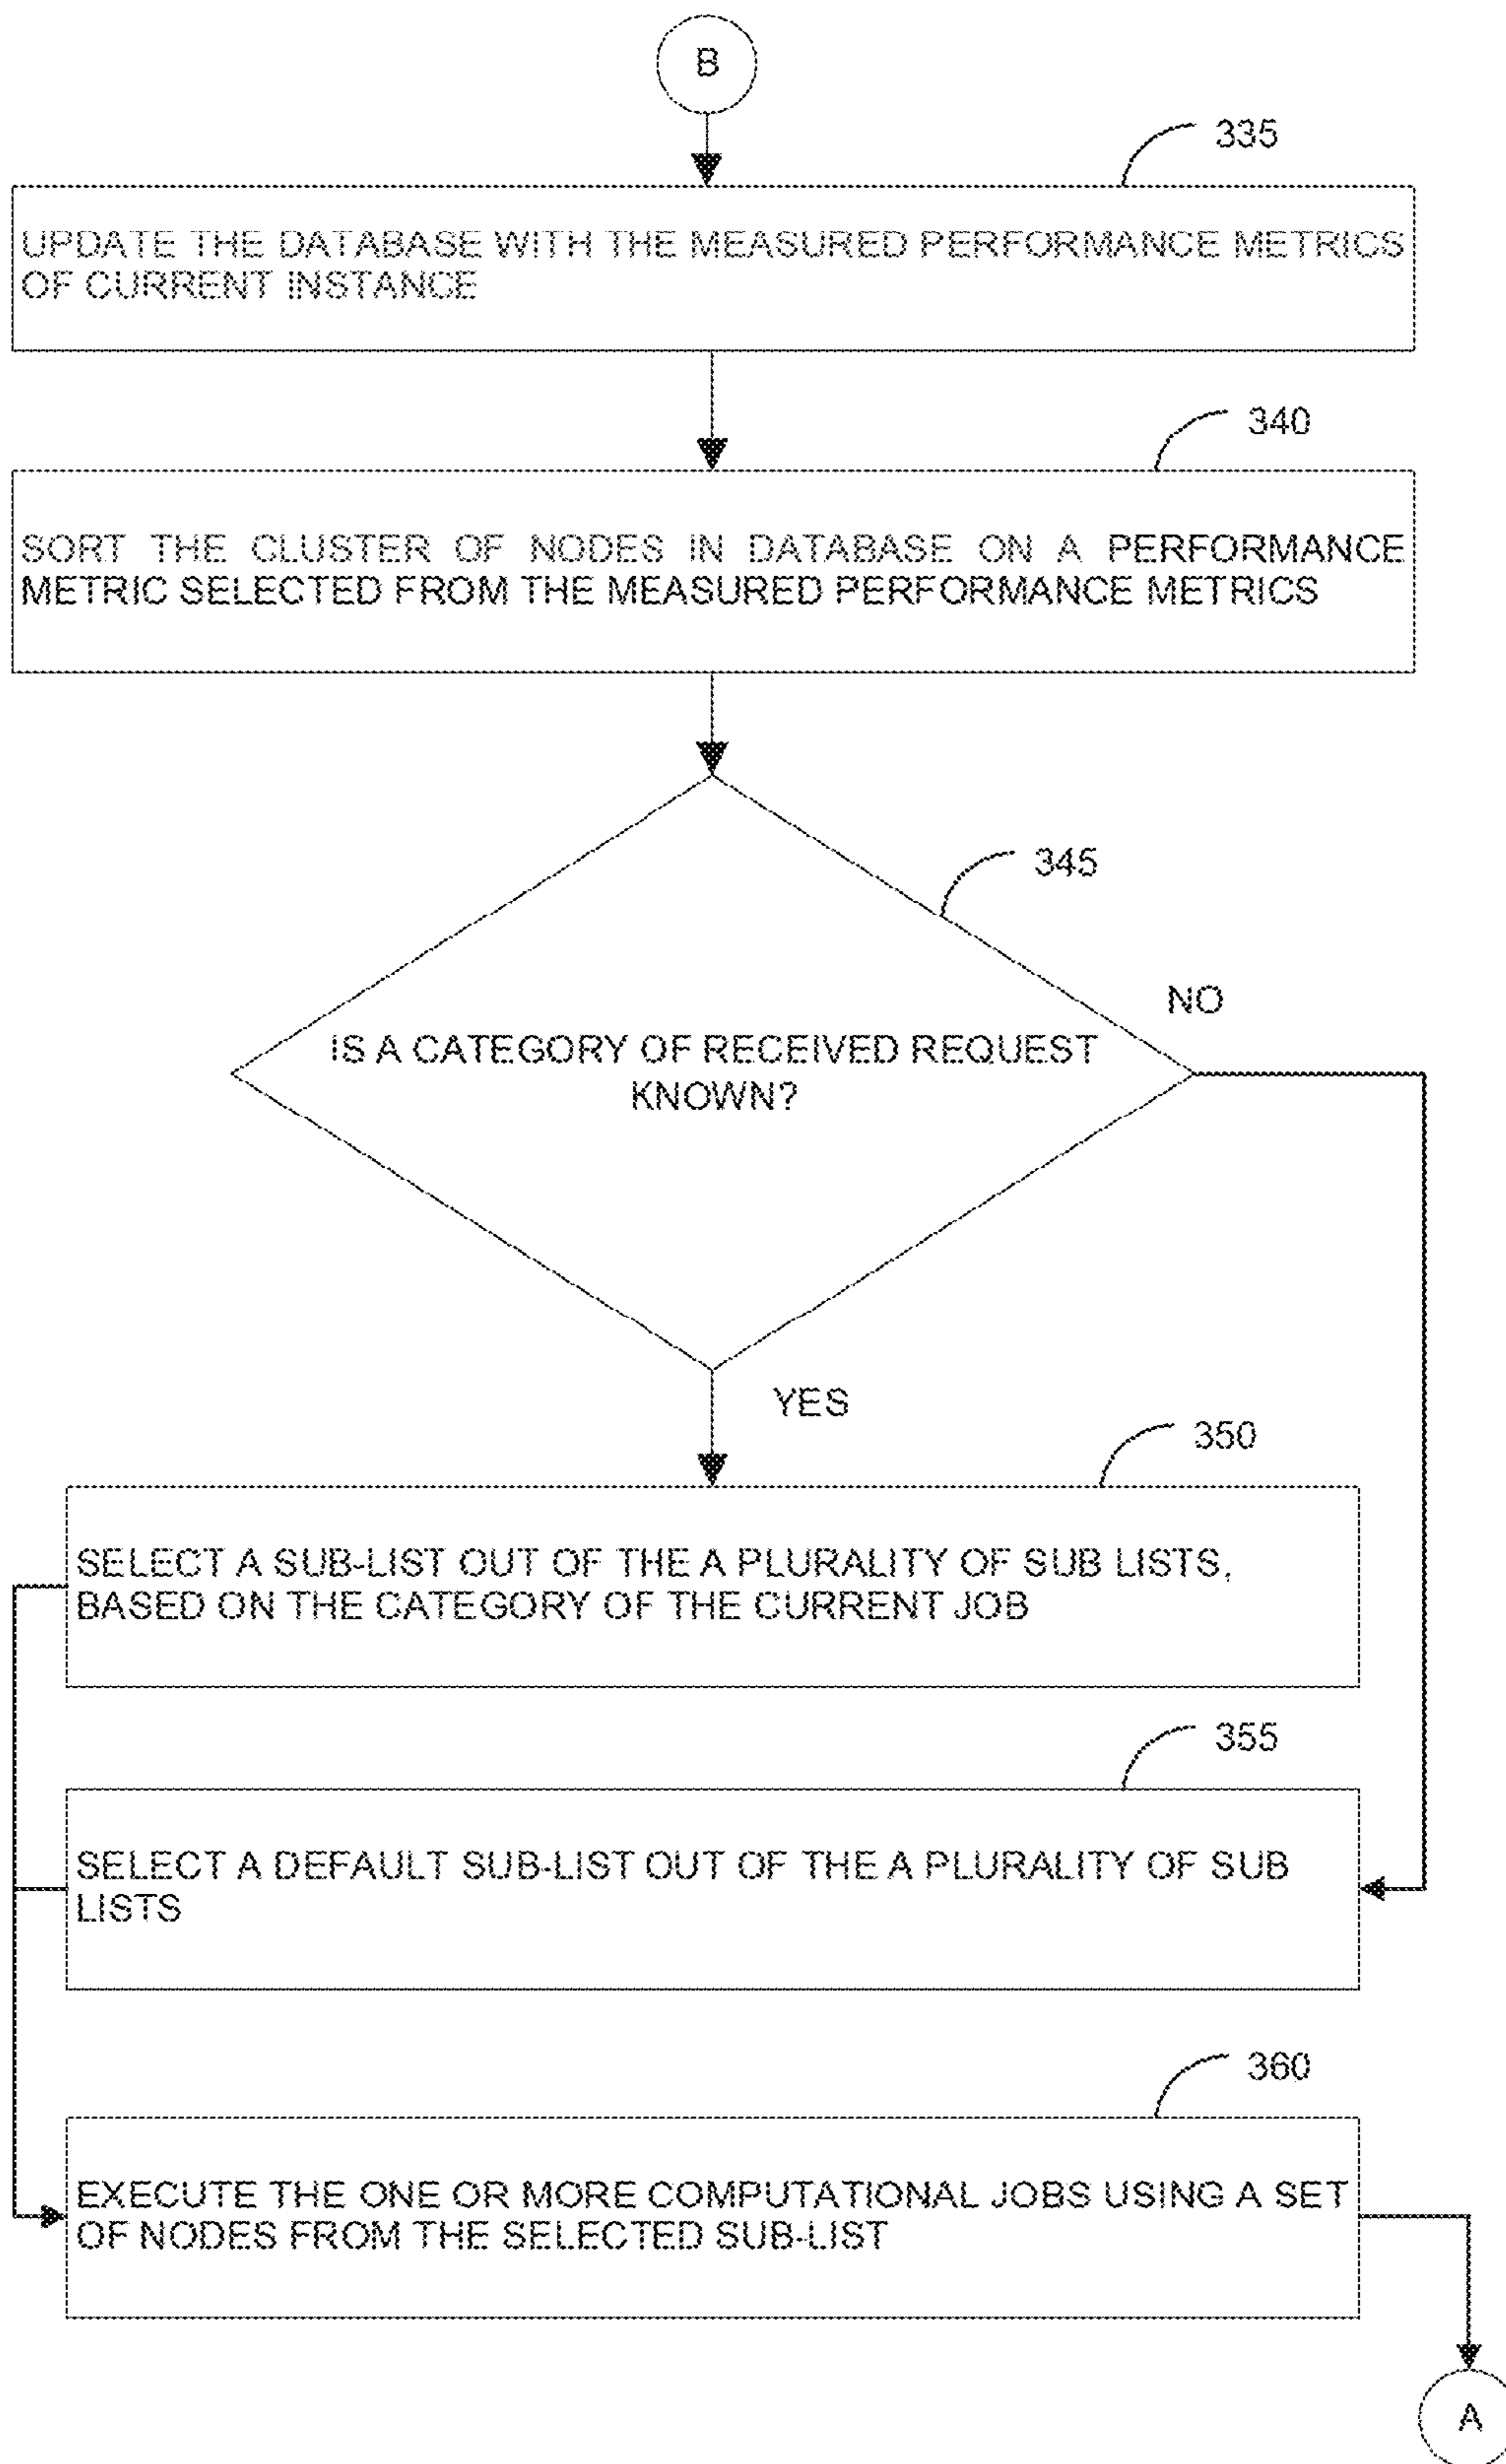 B
335
UPDATE THE DATABASE WITH THE MEASURED PERFORMANCE METRICS
OF CURRENT INSTANCE
340
SORT THE CLUSTER OF NODES IN DATABASE ON A PERFORMANCE
METRIC SELECTED FROM THE MEASURED PERFORMANCE METRICS
345
NO
IS A CATEGORY OF RECEIVED REQUEST
KNOWN?
YES
350
SELECT A SUB-LIST OUT OF THE A PLURALITY OF SUB LISTS,
BASED ON THE CATEGORY OF THE CURRENT JOB
355
SELECT A DEFAULT SUB-LIST OUT OF THE A PLURALITY OF SUB
LISTS
360
EXECUTE THE ONE OR MORE COMPUTATIONAL JOBS USING A SET
OF NODES FROM THE SELECTED SUB-LIST
A